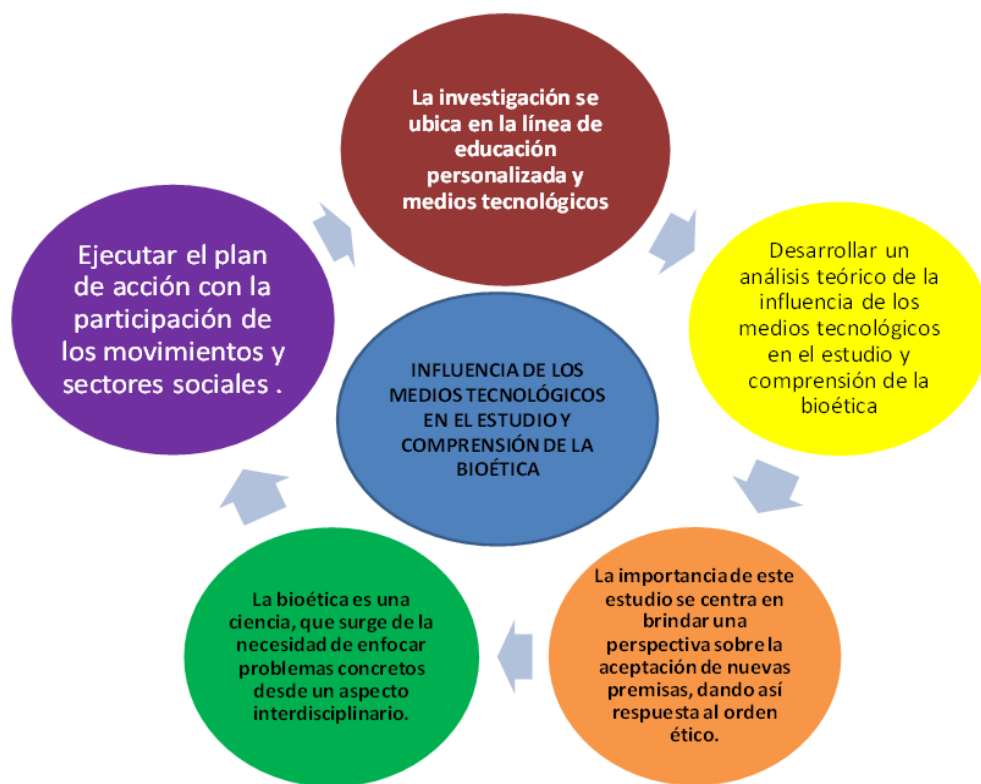 La investigación se
ubica en la línea de
educación
personalizada y
medios tecnológicos
Desarrollar un
análisis teórico de la
influencia de los
medios tecnológicos
en el estudio y
comprensión de la
bioética
La importancia de este
estudio se centra en
brindar una
perspectiva sobre la
aceptación de nuevas
premisas, dando así
respuesta al orden
ético.
La bioética es una
ciencia, que surge de la
necesidad de enfocar
problemas concretos
desde un aspecto
interdisciplinario.
Ejecutar el plan
de acción con la
participación de
los movimientos y
sectores sociales .
INFLUENCIA DE LOS
MEDIOS TECNOLÓGICOS
EN EL ESTUDIO Y
COMPRENSIÓN DE LA
BIOÉTICA